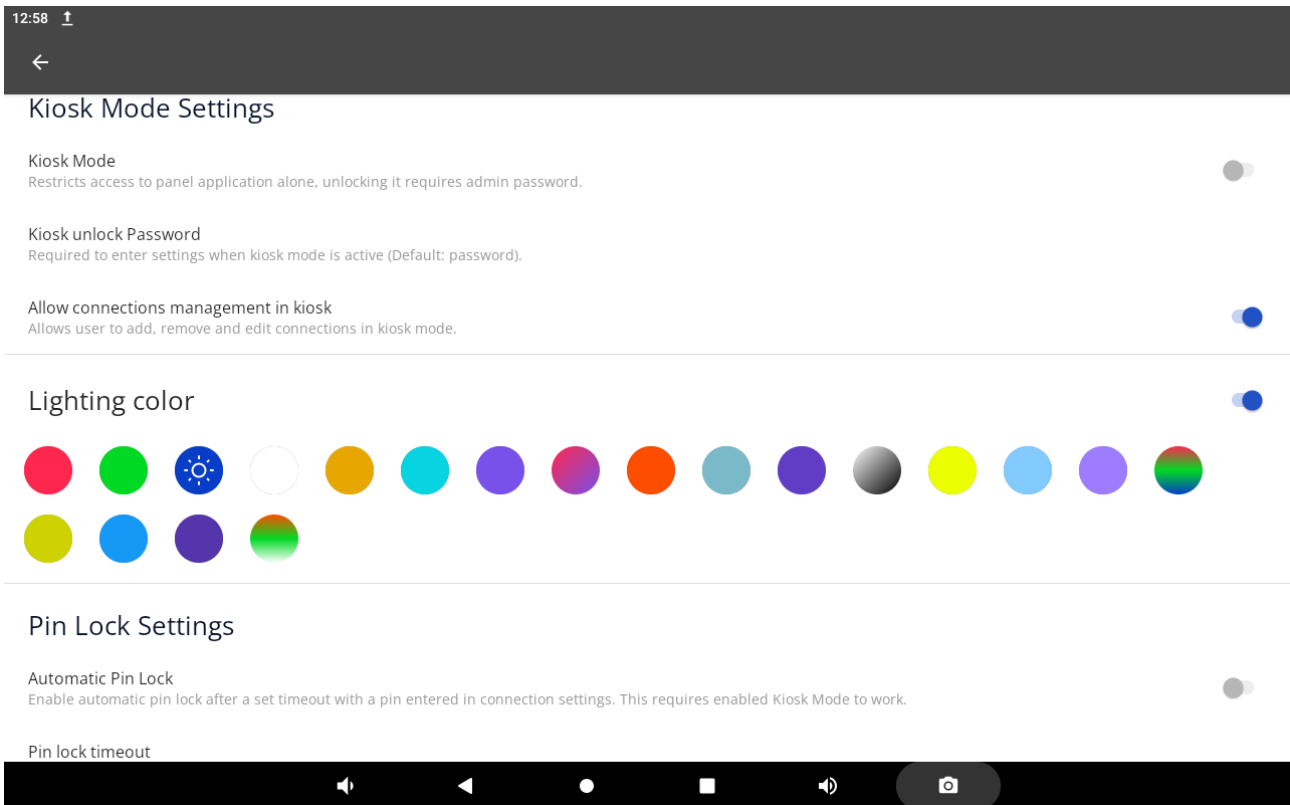 12:58
Kiosk Mode Settings
Kiosk Mode
Restricts access to panel application alone, unlocking it requires admin password.
Kiosk unlock Password
Required to enter settings when kiosk mode is active (Default: password).
Allow connections management in kiosk
Allows user to add, remove and edit connections in kiosk mode.
Lighting color
Pin Lock Settings
Automatic Pin Lock
Enable automatic pin lock after a set timeout with a pin entered in connection settings. This requires enabled Kiosk Mode to work.
Pin lock timeout